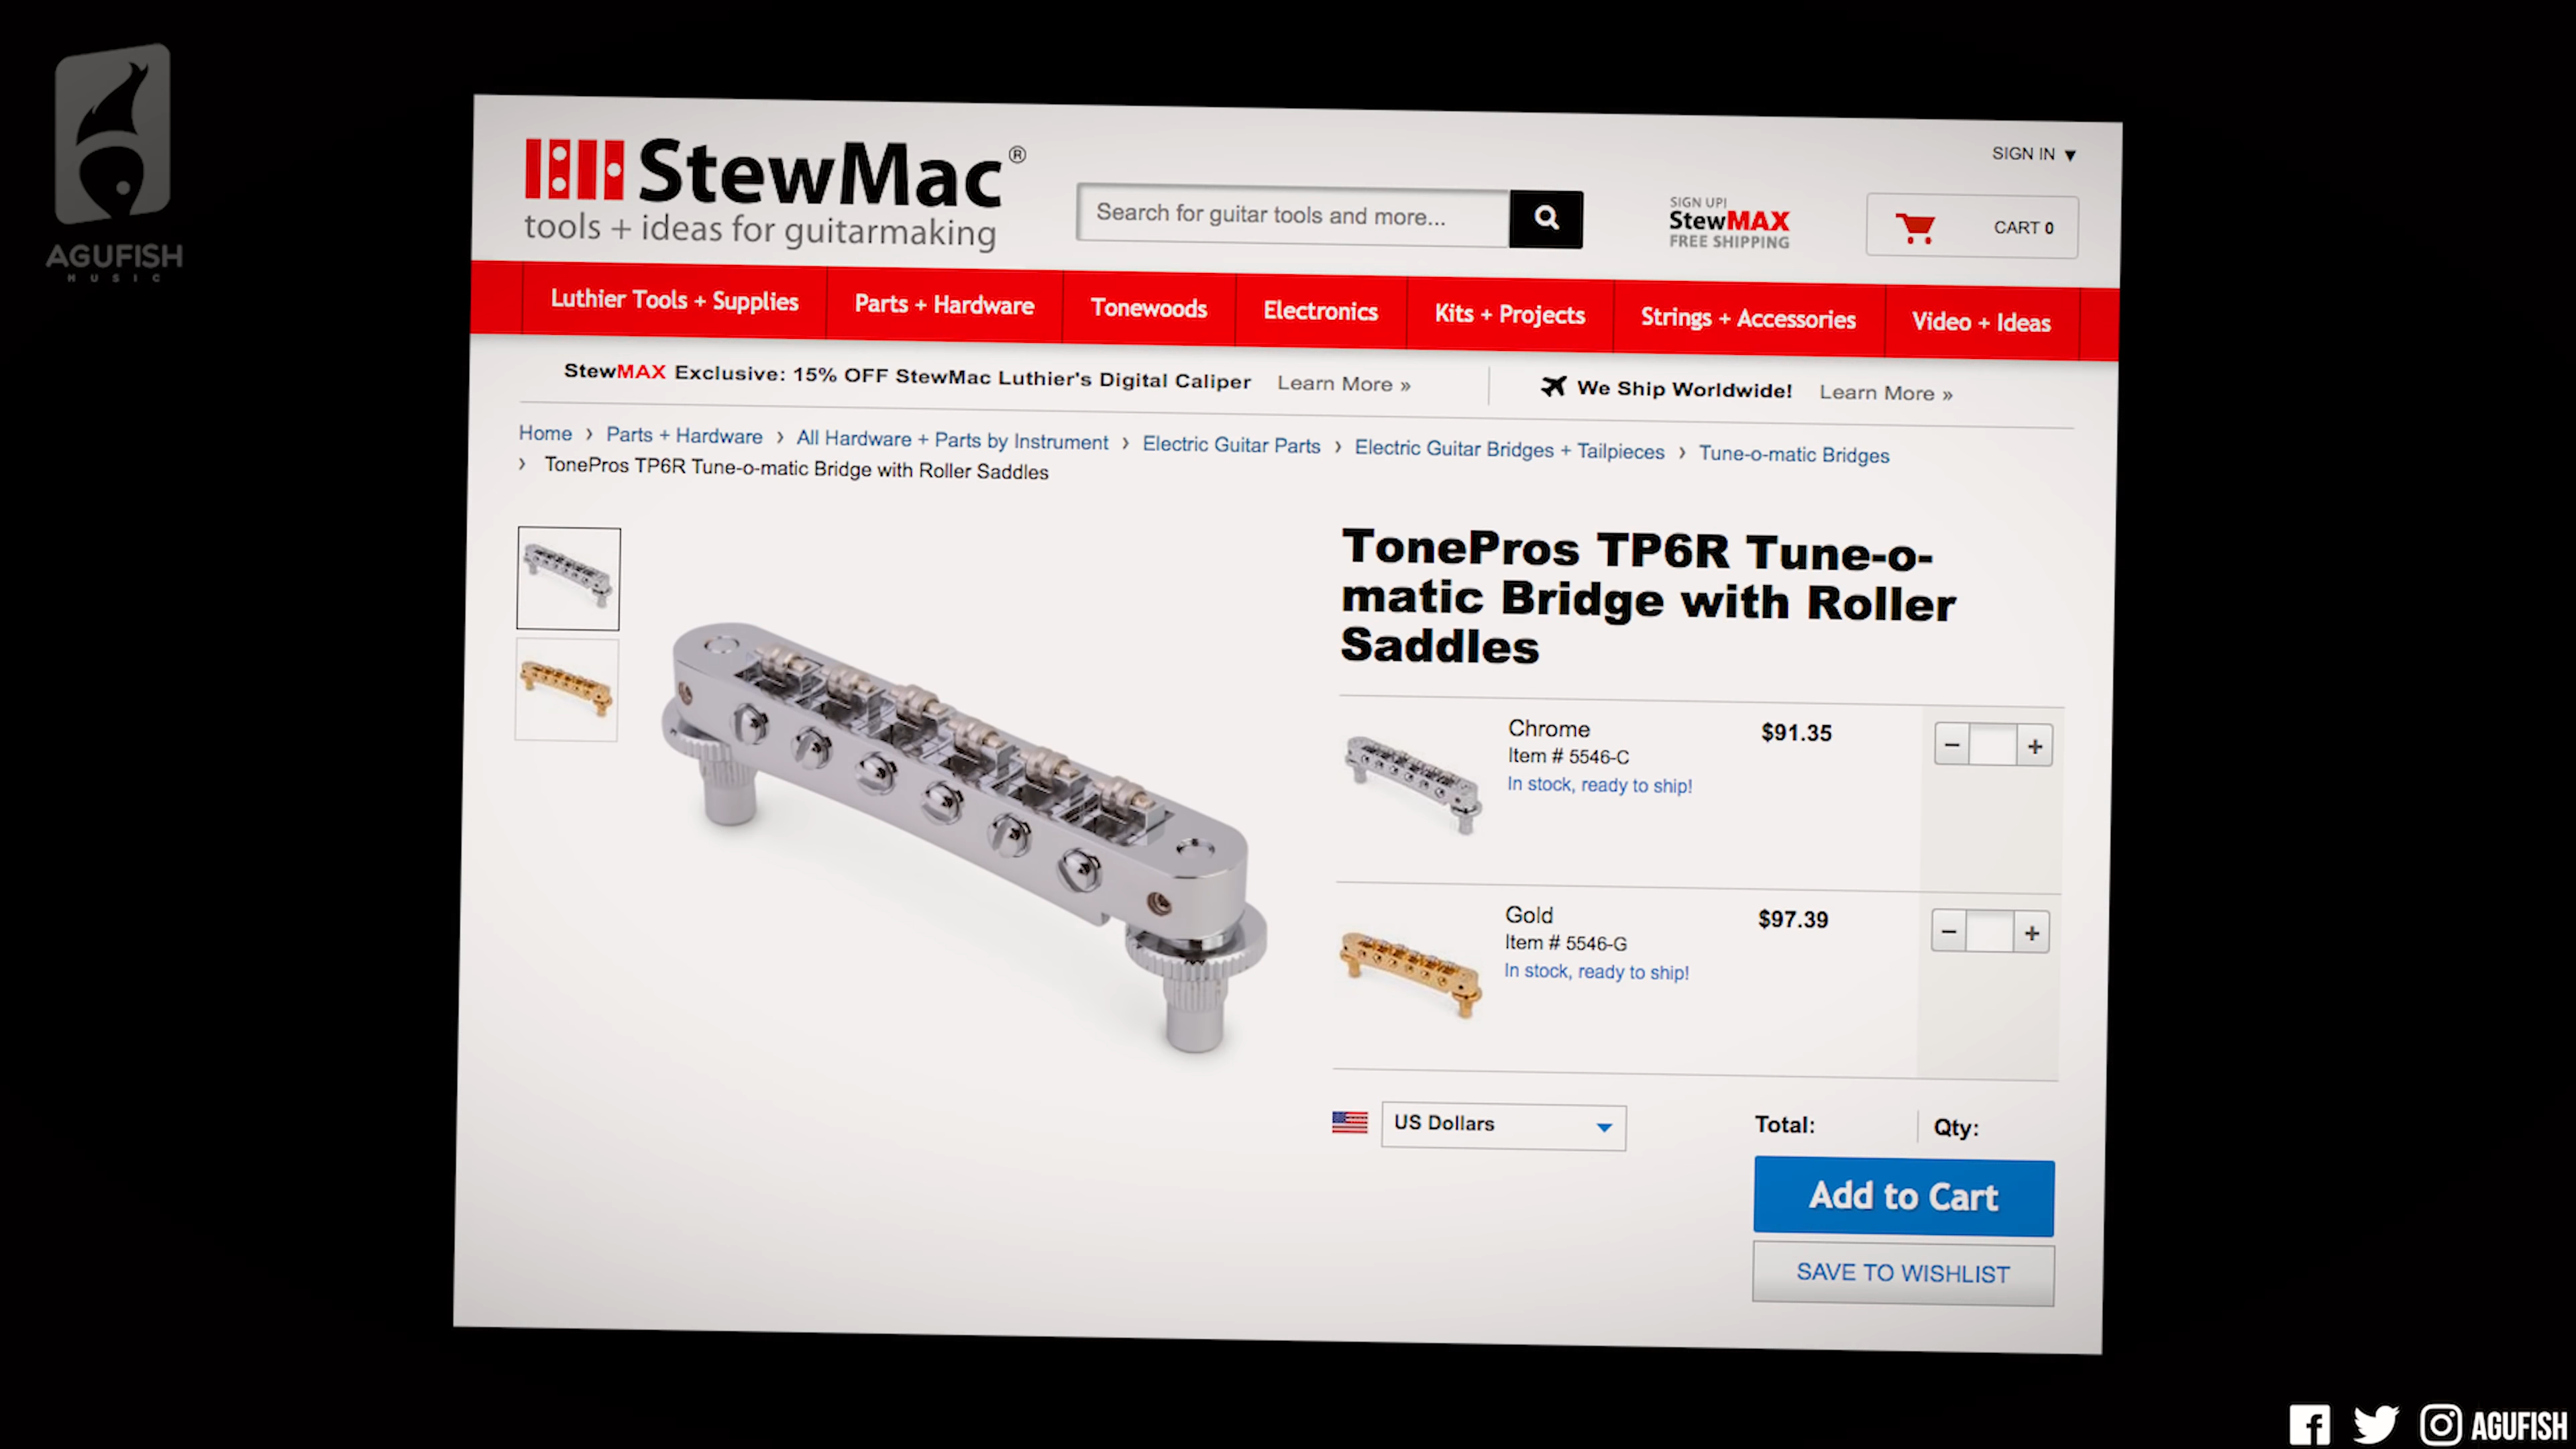 AGUFISH
MUSIC
StewMac®
tools + ideas for guitarmaking
Search for guitar tools and more...
SIGN UP!
StewMAX
FREE SHIPPING
SIGN IN ▼
CART 0
Luthier Tools + Supplies
Parts + Hardware
Tonewoods
Electronics
Kits + Projects
Strings + Accessories
Video + Ideas
StewMAX Exclusive: 15% OFF StewMac Luthier's Digital Caliper Learn More »
We Ship Worldwide! Learn More »
Home › Parts + Hardware › All Hardware + Parts by Instrument › Electric Guitar Parts › Electric Guitar Bridges + Tailpieces › Tune-o-matic Bridges
› TonePros TP6R Tune-o-matic Bridge with Roller Saddles
TonePros TP6R Tune-o-
matic Bridge with Roller
Saddles
Chrome
Item # 5546-C
In stock, ready to ship!
$91.35
− +
Gold
Item # 5546-G
In stock, ready to ship!
$97.39
− +
US Dollars
Total:
Qty:
Add to Cart
SAVE TO WISHLIST
AGUFISH